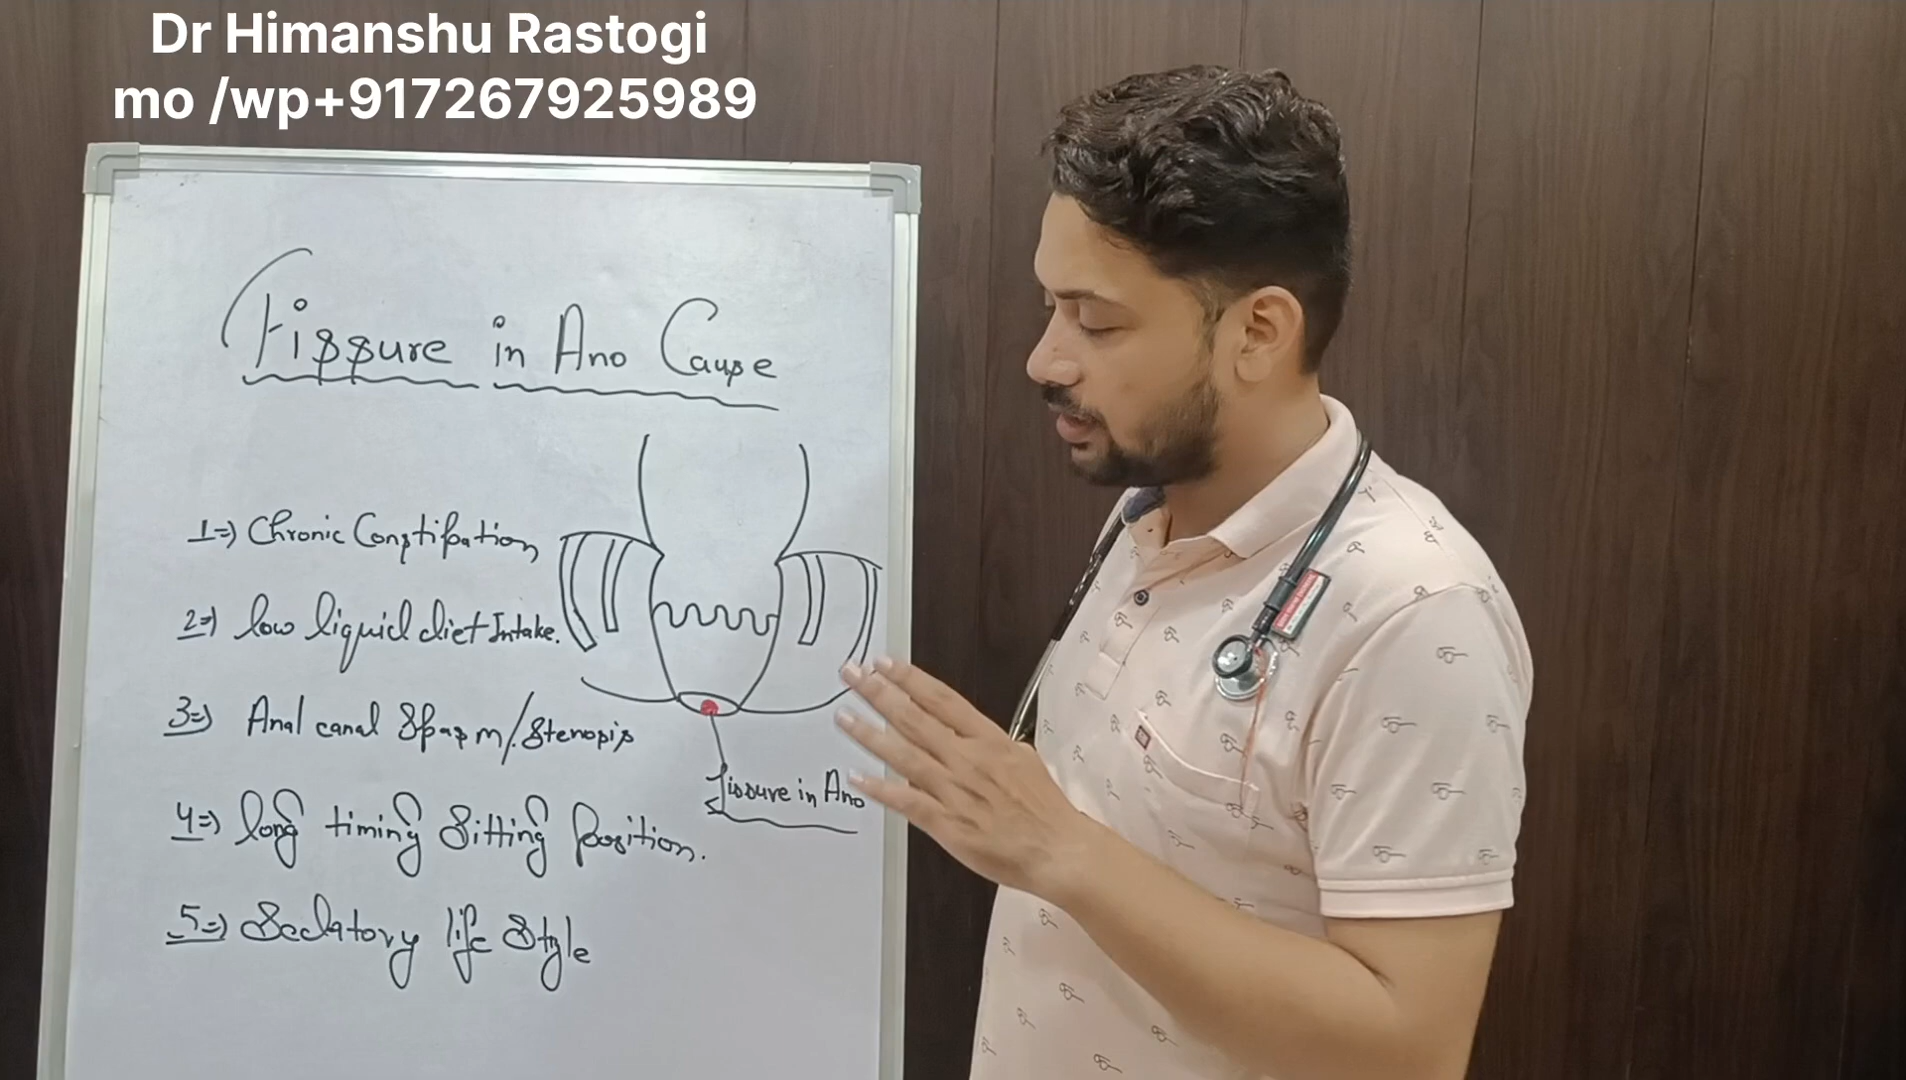 Dr Himanshu Rastogi
mo /wp+917267925989
Fissure in Ano Cause
1=) Chronic Constipation
2=) low liquid diet Intake.
3=) Anal canal Spasm/Stenosis
Fissure in Ano
4=) long timing Sitting Position.
5=) Sedatory life Style